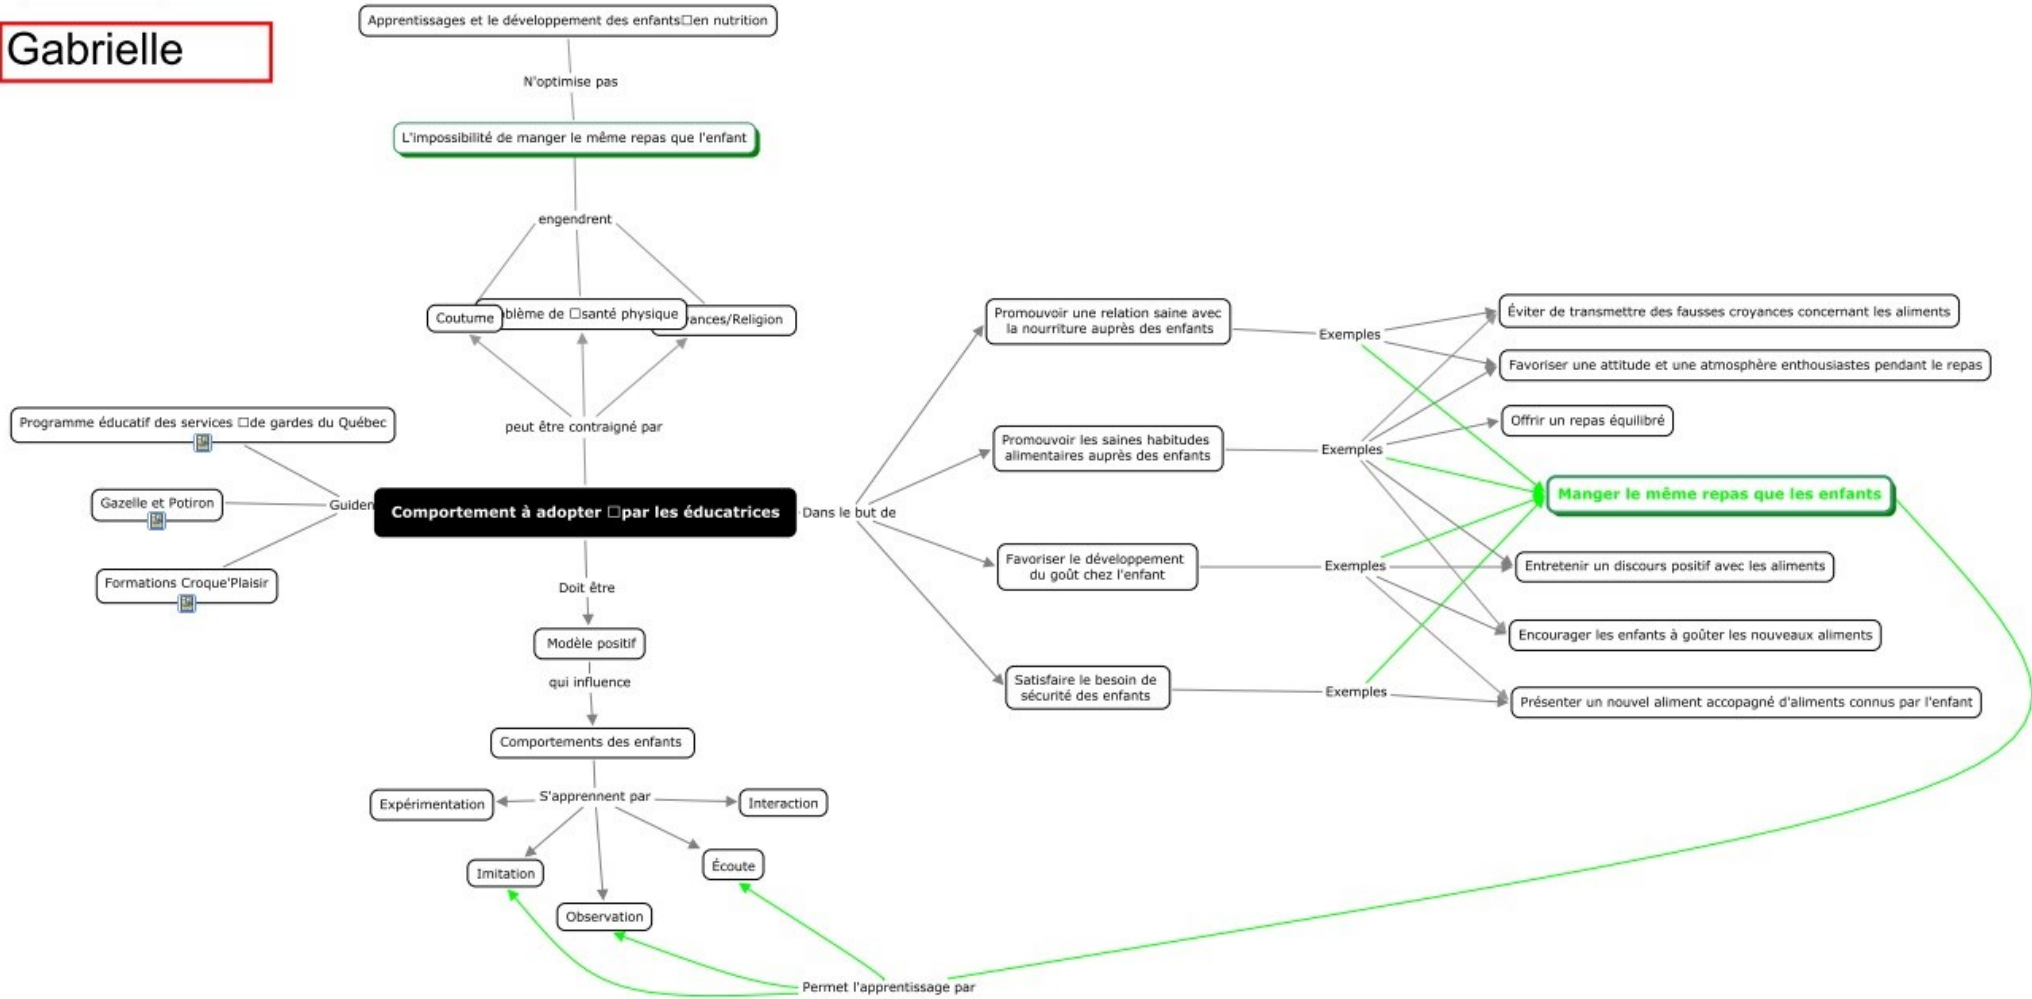 Gabrielle
Apprentissages et le développement des enfants□en nutrition
N'optimise pas
L'impossibilité de manger le même repas que l'enfant
engendrent
Coutume
blème de □santé physique
ances/Religion
peut être contraigné par
Programme éducatif des services □de gardes du Québec
Gazelle et Potiron
Formations Croque'Plaisir
Guiden
Comportement à adopter □par les éducatrices
Dans le but de
Doit être
Modèle positif
qui influence
Comportements des enfants
S'apprennent par
Expérimentation
Interaction
Imitation
Écoute
Observation
Permet l'apprentissage par
Promouvoir une relation saine avec
la nourriture auprès des enfants
Exemples
Promouvoir les saines habitudes
alimentaires auprès des enfants
Exemples
Favoriser le développement
du goût chez l'enfant
Exemples
Satisfaire le besoin de
sécurité des enfants
Exemples
Éviter de transmettre des fausses croyances concernant les aliments
Favoriser une attitude et une atmosphère enthousiastes pendant le repas
Offrir un repas équilibré
Manger le même repas que les enfants
Entretenir un discours positif avec les aliments
Encourager les enfants à goûter les nouveaux aliments
Présenter un nouvel aliment accopagné d'aliments connus par l'enfant